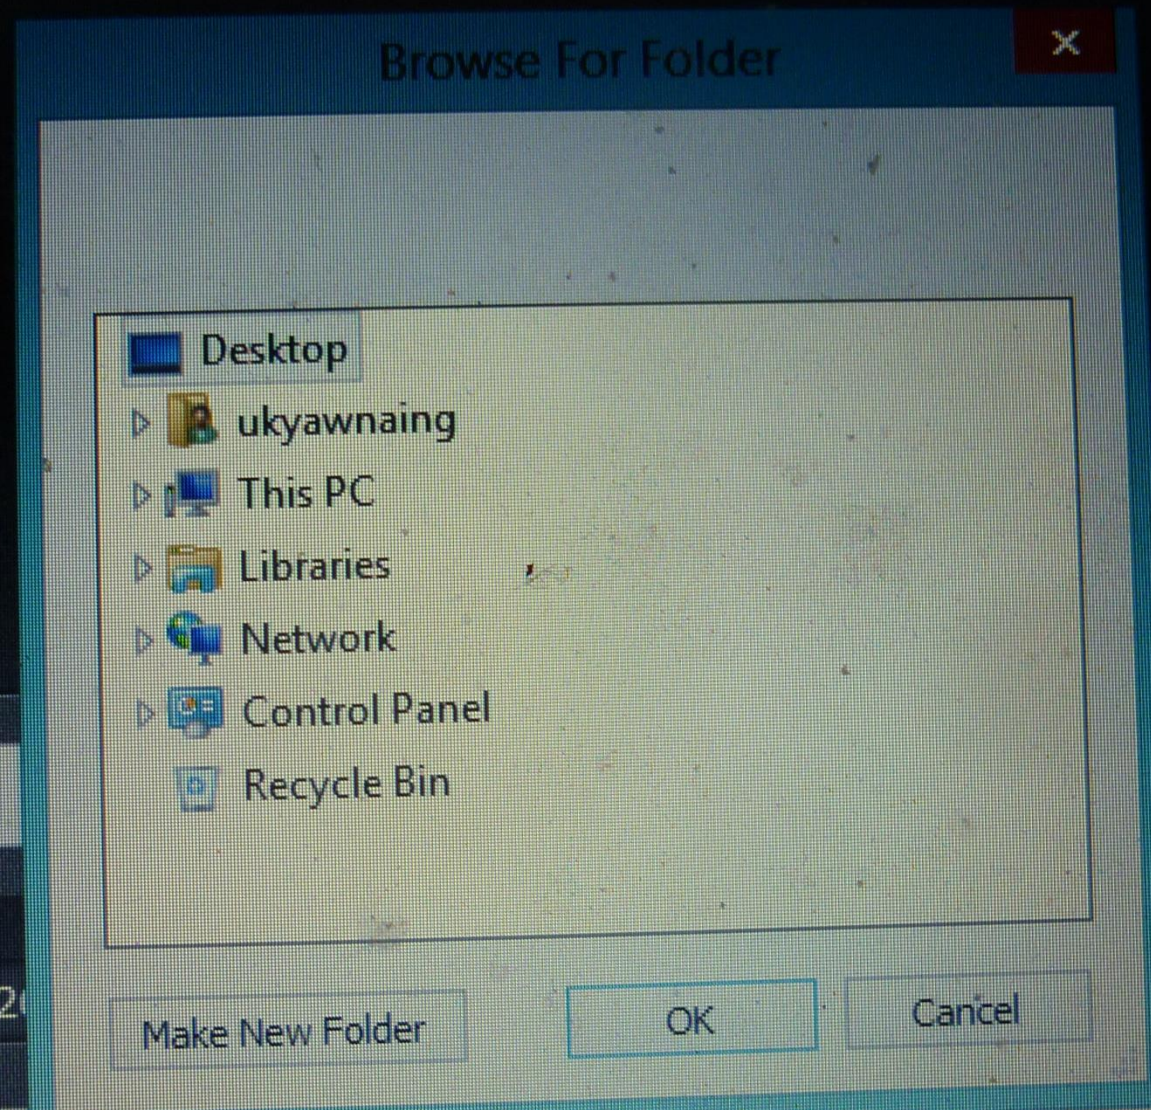 Browse For Folder
Desktop
ukyawnaing
This PC
Libraries
Network
Control Panel
Recycle Bin
Make New Folder
OK
Cancel